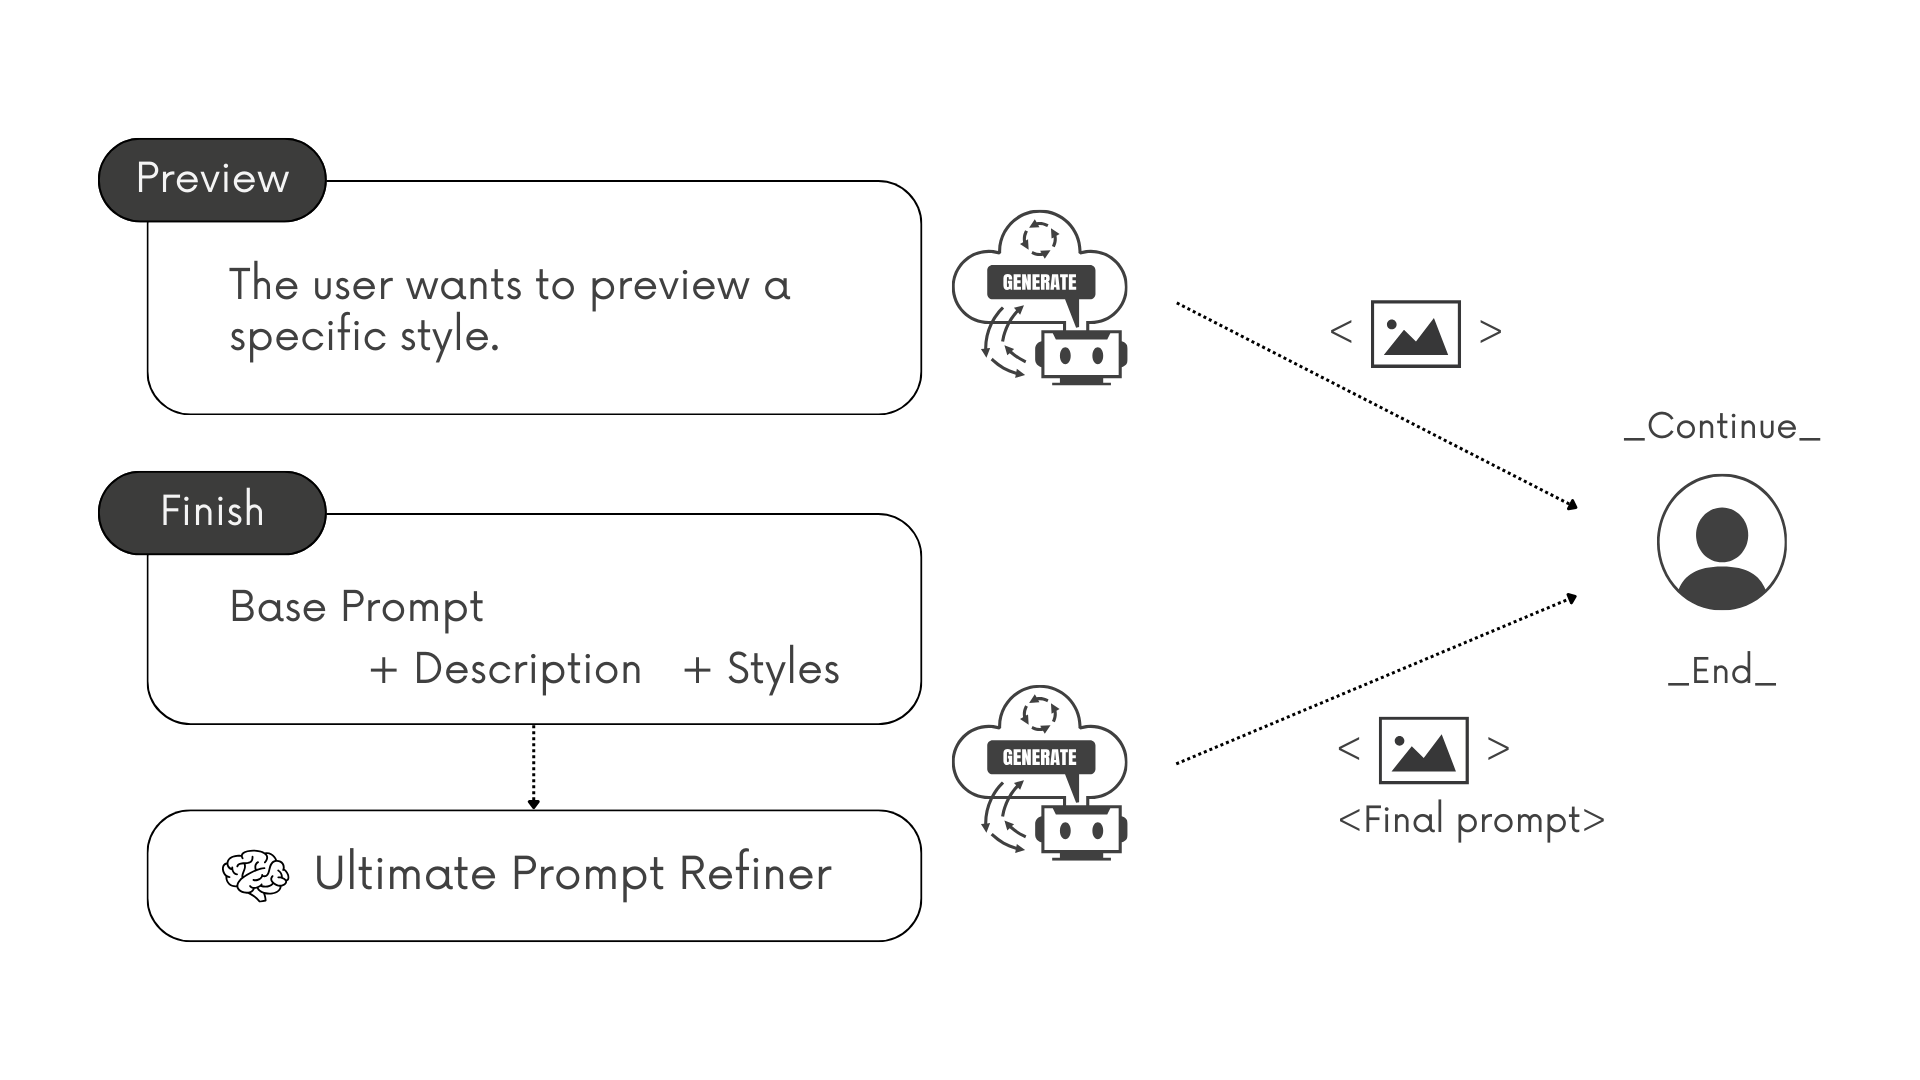 Preview
The user wants to preview a
specific style.
GENERATE
< >
_Continue_
Finish
Base Prompt
+ Description + Styles
_End_
GENERATE
< >
<Final prompt>
Ultimate Prompt Refiner